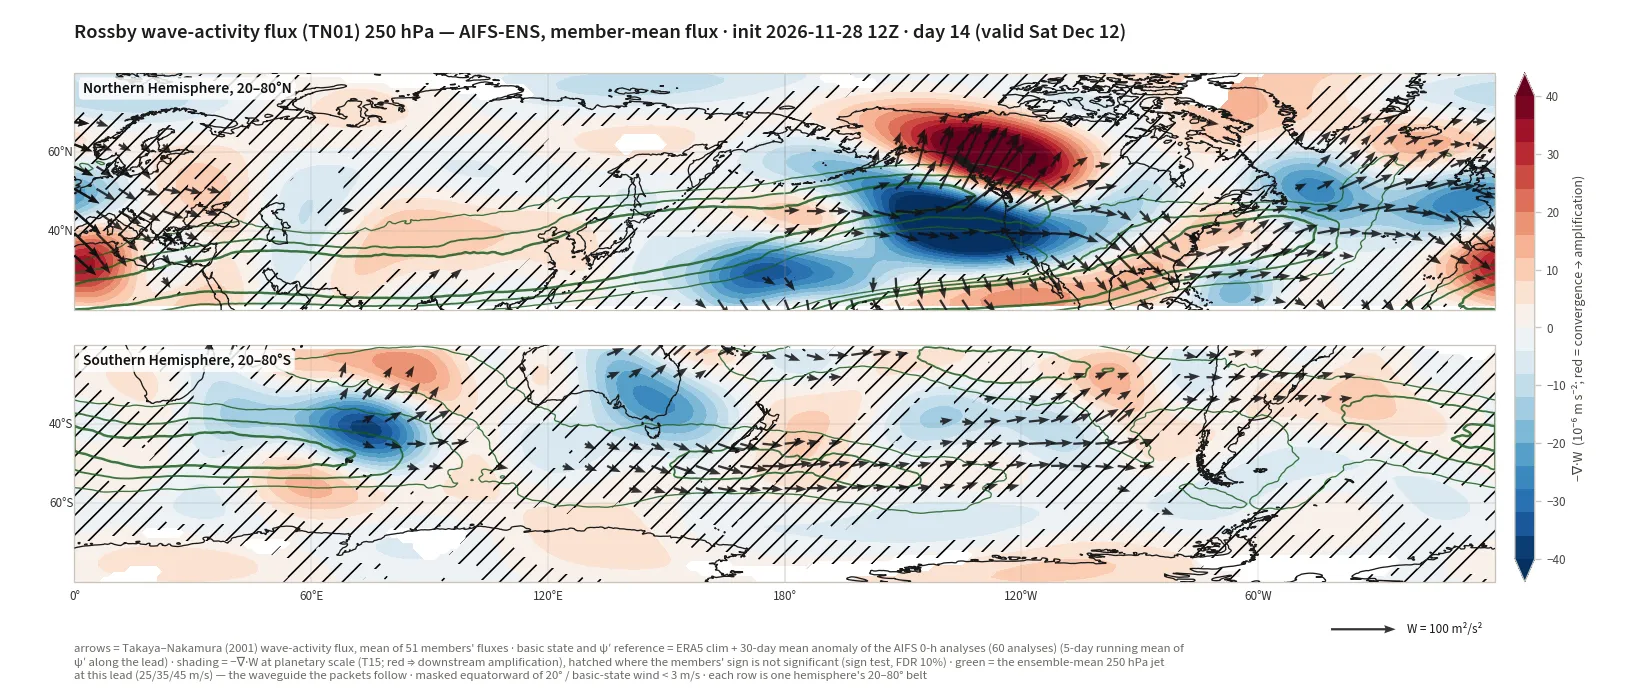 Rossby wave-activity flux (TN01) 250 hPa — AIFS-ENS, member-mean flux · init 2026-11-28 12Z · day 14 (valid Sat Dec 12)
Northern Hemisphere, 20–80°N
60°N
40°N
Southern Hemisphere, 20–80°S
40°S
60°S
0°
60°E
120°E
180°
120°W
60°W
40
30
20
10
0
−10
−20
−30
−40
−∇·W (10⁻⁶ m s⁻²; red = convergence → amplification)
W = 100 m²/s²
arrows = Takaya–Nakamura (2001) wave-activity flux, mean of 51 members' fluxes · basic state and ψ' reference = ERA5 clim + 30-day mean anomaly of the AIFS 0-h analyses (60 analyses) (5-day running mean of
ψ' along the lead) · shading = −∇·W at planetary scale (T15; red ⇒ downstream amplification), hatched where the members' sign is not significant (sign test, FDR 10%) · green = the ensemble-mean 250 hPa jet
at this lead (25/35/45 m/s) — the waveguide the packets follow · masked equatorward of 20° / basic-state wind < 3 m/s · each row is one hemisphere's 20–80° belt